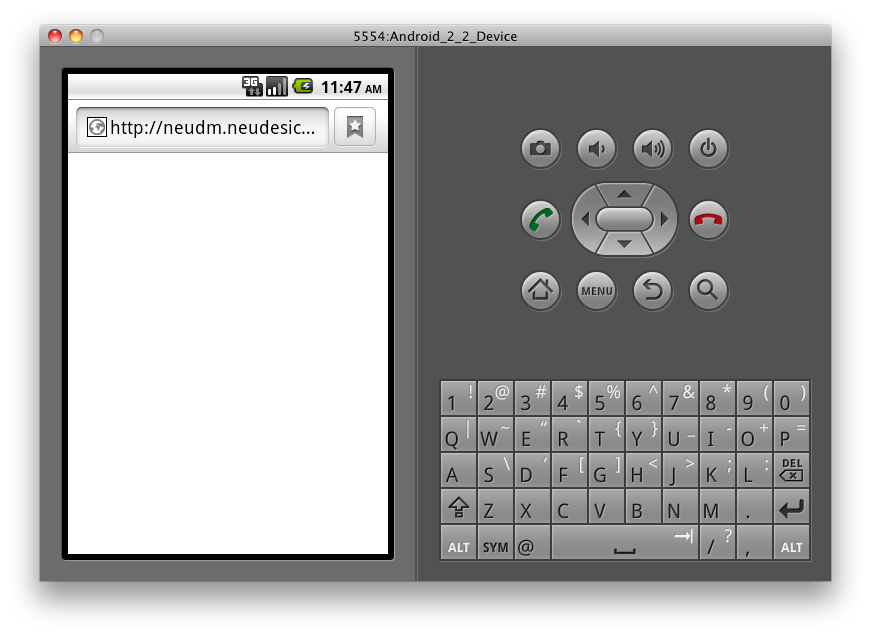 5554:Android_2_2_Device
3G 11:47 AM
http://neudm.neudesic...
MENU
1 ! 2 @ 3 # 4 $ 5 % 6 ^ 7 & 8 * 9 ( 0 )
Q | W ~ E “ R ` T { Y } U _ I - O + P =
A S \ D ‘ F [ G ] H < J > K ; L : DEL
Z X C V B N M .
ALT SYM @ / ? , ALT